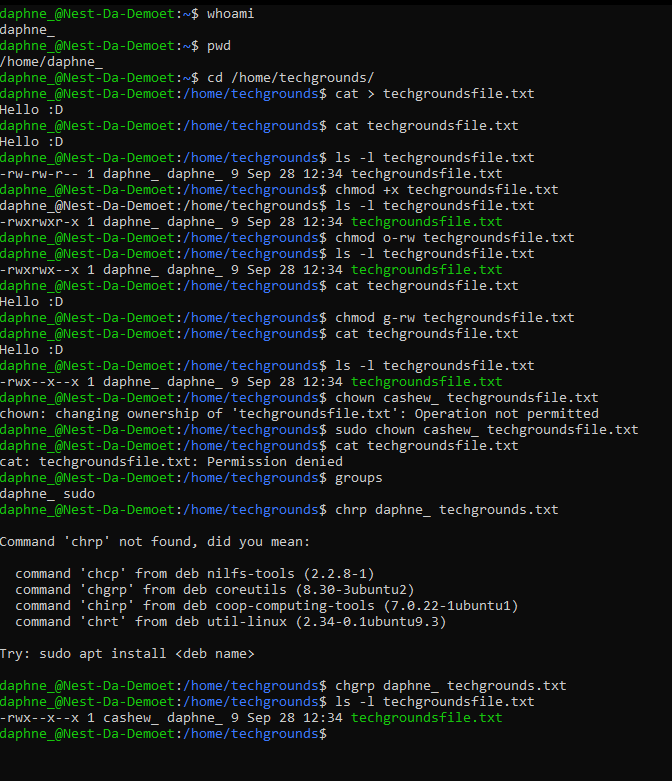 daphne_@Nest-Da-Demoet:~$ whoami
daphne_
daphne_@Nest-Da-Demoet:~$ pwd
/home/daphne_
daphne_@Nest-Da-Demoet:~$ cd /home/techgrounds/
daphne_@Nest-Da-Demoet:/home/techgrounds$ cat > techgroundsfile.txt
Hello :D
daphne_@Nest-Da-Demoet:/home/techgrounds$ cat techgroundsfile.txt
Hello :D
daphne_@Nest-Da-Demoet:/home/techgrounds$ ls -l techgroundsfile.txt
-rw-rw-r-- 1 daphne_ daphne_ 9 Sep 28 12:34 techgroundsfile.txt
daphne_@Nest-Da-Demoet:/home/techgrounds$ chmod +x techgroundsfile.txt
daphne_@Nest-Da-Demoet:/home/techgrounds$ ls -l techgroundsfile.txt
-rwxrwxr-x 1 daphne_ daphne_ 9 Sep 28 12:34 techgroundsfile.txt
daphne_@Nest-Da-Demoet:/home/techgrounds$ chmod o-rw techgroundsfile.txt
daphne_@Nest-Da-Demoet:/home/techgrounds$ ls -l techgroundsfile.txt
-rwxrwx--x 1 daphne_ daphne_ 9 Sep 28 12:34 techgroundsfile.txt
daphne_@Nest-Da-Demoet:/home/techgrounds$ cat techgroundsfile.txt
Hello :D
daphne_@Nest-Da-Demoet:/home/techgrounds$ chmod g-rw techgroundsfile.txt
daphne_@Nest-Da-Demoet:/home/techgrounds$ cat techgroundsfile.txt
Hello :D
daphne_@Nest-Da-Demoet:/home/techgrounds$ ls -l techgroundsfile.txt
-rwx--x--x 1 daphne_ daphne_ 9 Sep 28 12:34 techgroundsfile.txt
daphne_@Nest-Da-Demoet:/home/techgrounds$ chown cashew_ techgroundsfile.txt
chown: changing ownership of 'techgroundsfile.txt': Operation not permitted
daphne_@Nest-Da-Demoet:/home/techgrounds$ sudo chown cashew_ techgroundsfile.txt
daphne_@Nest-Da-Demoet:/home/techgrounds$ cat techgroundsfile.txt
cat: techgroundsfile.txt: Permission denied
daphne_@Nest-Da-Demoet:/home/techgrounds$ groups
daphne_ sudo
daphne_@Nest-Da-Demoet:/home/techgrounds$ chrp daphne_ techgrounds.txt
Command 'chrp' not found, did you mean:
command 'chcp' from deb nilfs-tools (2.2.8-1)
command 'chgrp' from deb coreutils (8.30-3ubuntu2)
command 'chirp' from deb coop-computing-tools (7.0.22-1ubuntu1)
command 'chrt' from deb util-linux (2.34-0.1ubuntu9.3)
Try: sudo apt install <deb name>
daphne_@Nest-Da-Demoet:/home/techgrounds$ chgrp daphne_ techgrounds.txt
daphne_@Nest-Da-Demoet:/home/techgrounds$ ls -l techgroundsfile.txt
-rwx--x--x 1 cashew_ daphne_ 9 Sep 28 12:34 techgroundsfile.txt
daphne_@Nest-Da-Demoet:/home/techgrounds$